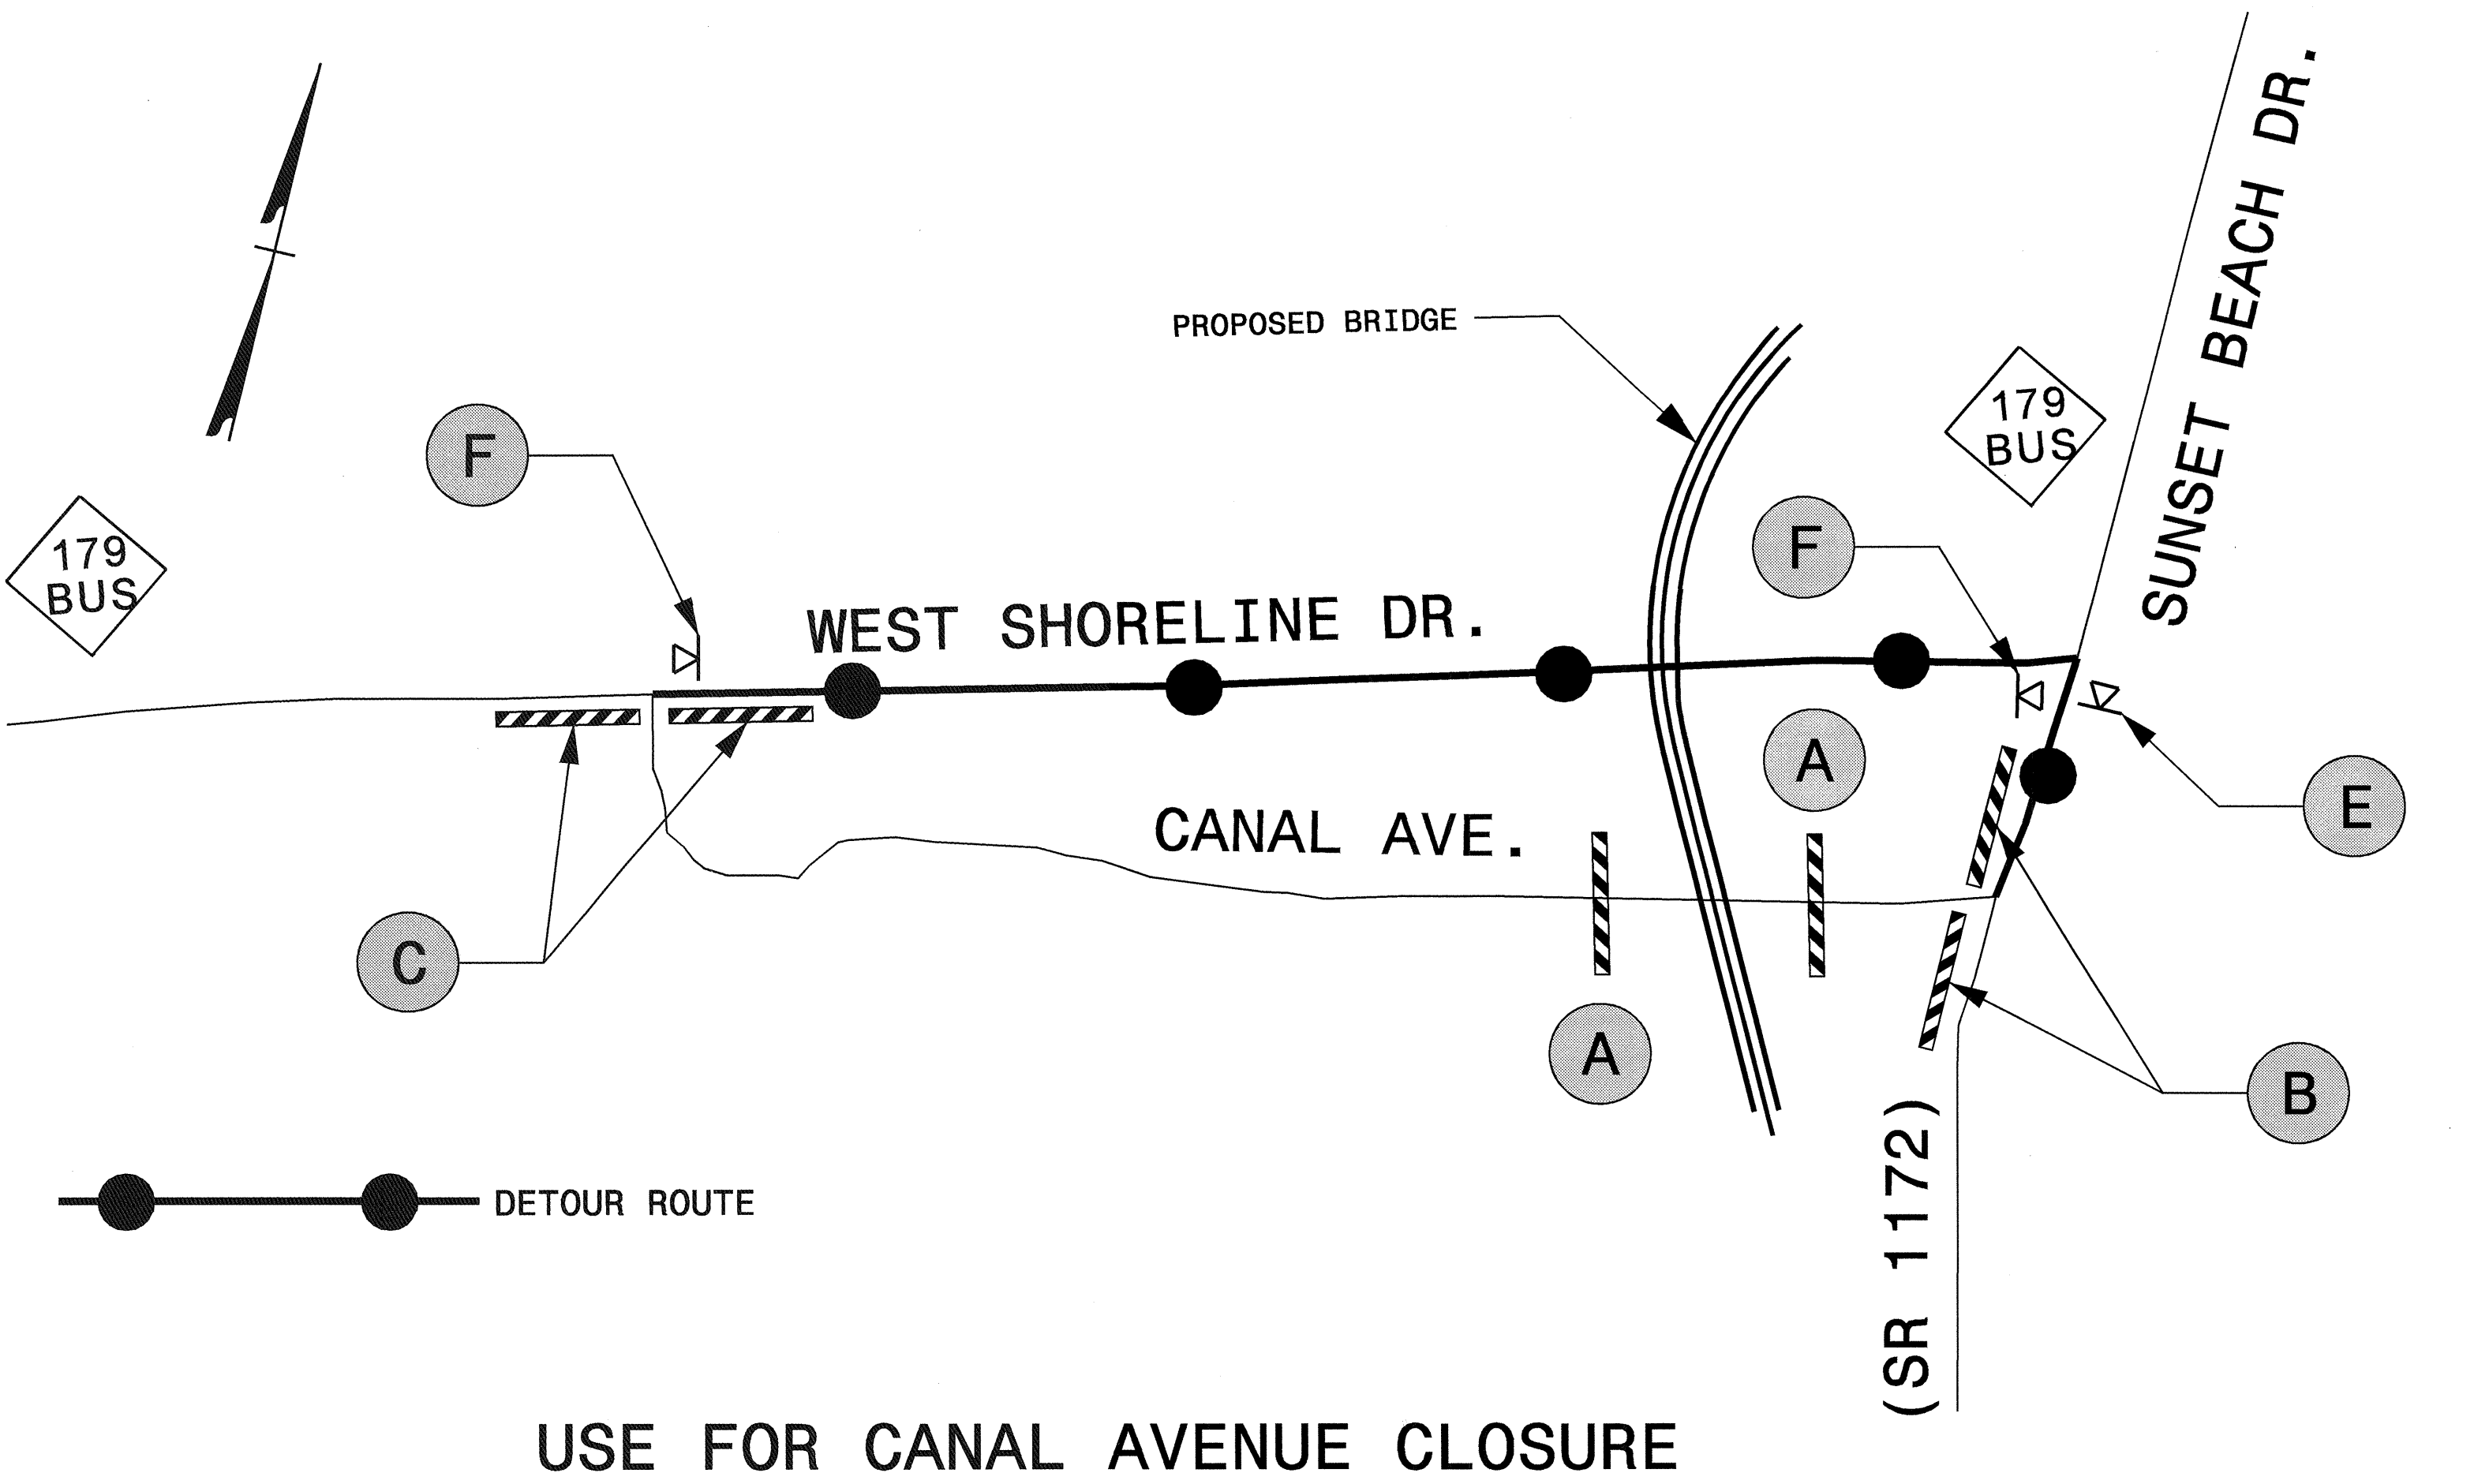 SUNSET BEACH DR.
PROPOSED BRIDGE
179
BUS
F
179
BUS
F
WEST SHORELINE DR.
A
CANAL AVE.
E
C
A
B
DETOUR ROUTE
(SR 1172)
USE FOR CANAL AVENUE CLOSURE